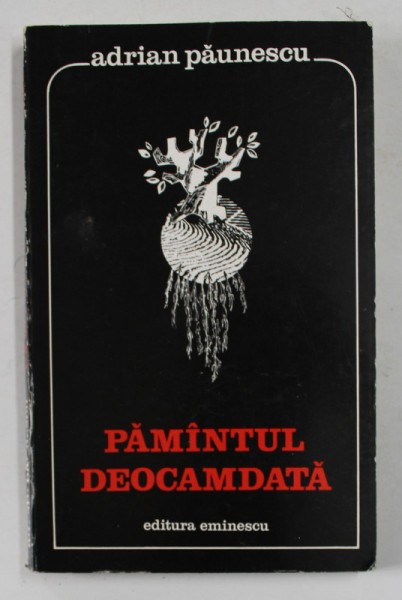 adrian păunescu
PĂMÎNTUL
DEOCAMDATĂ
editura eminescu